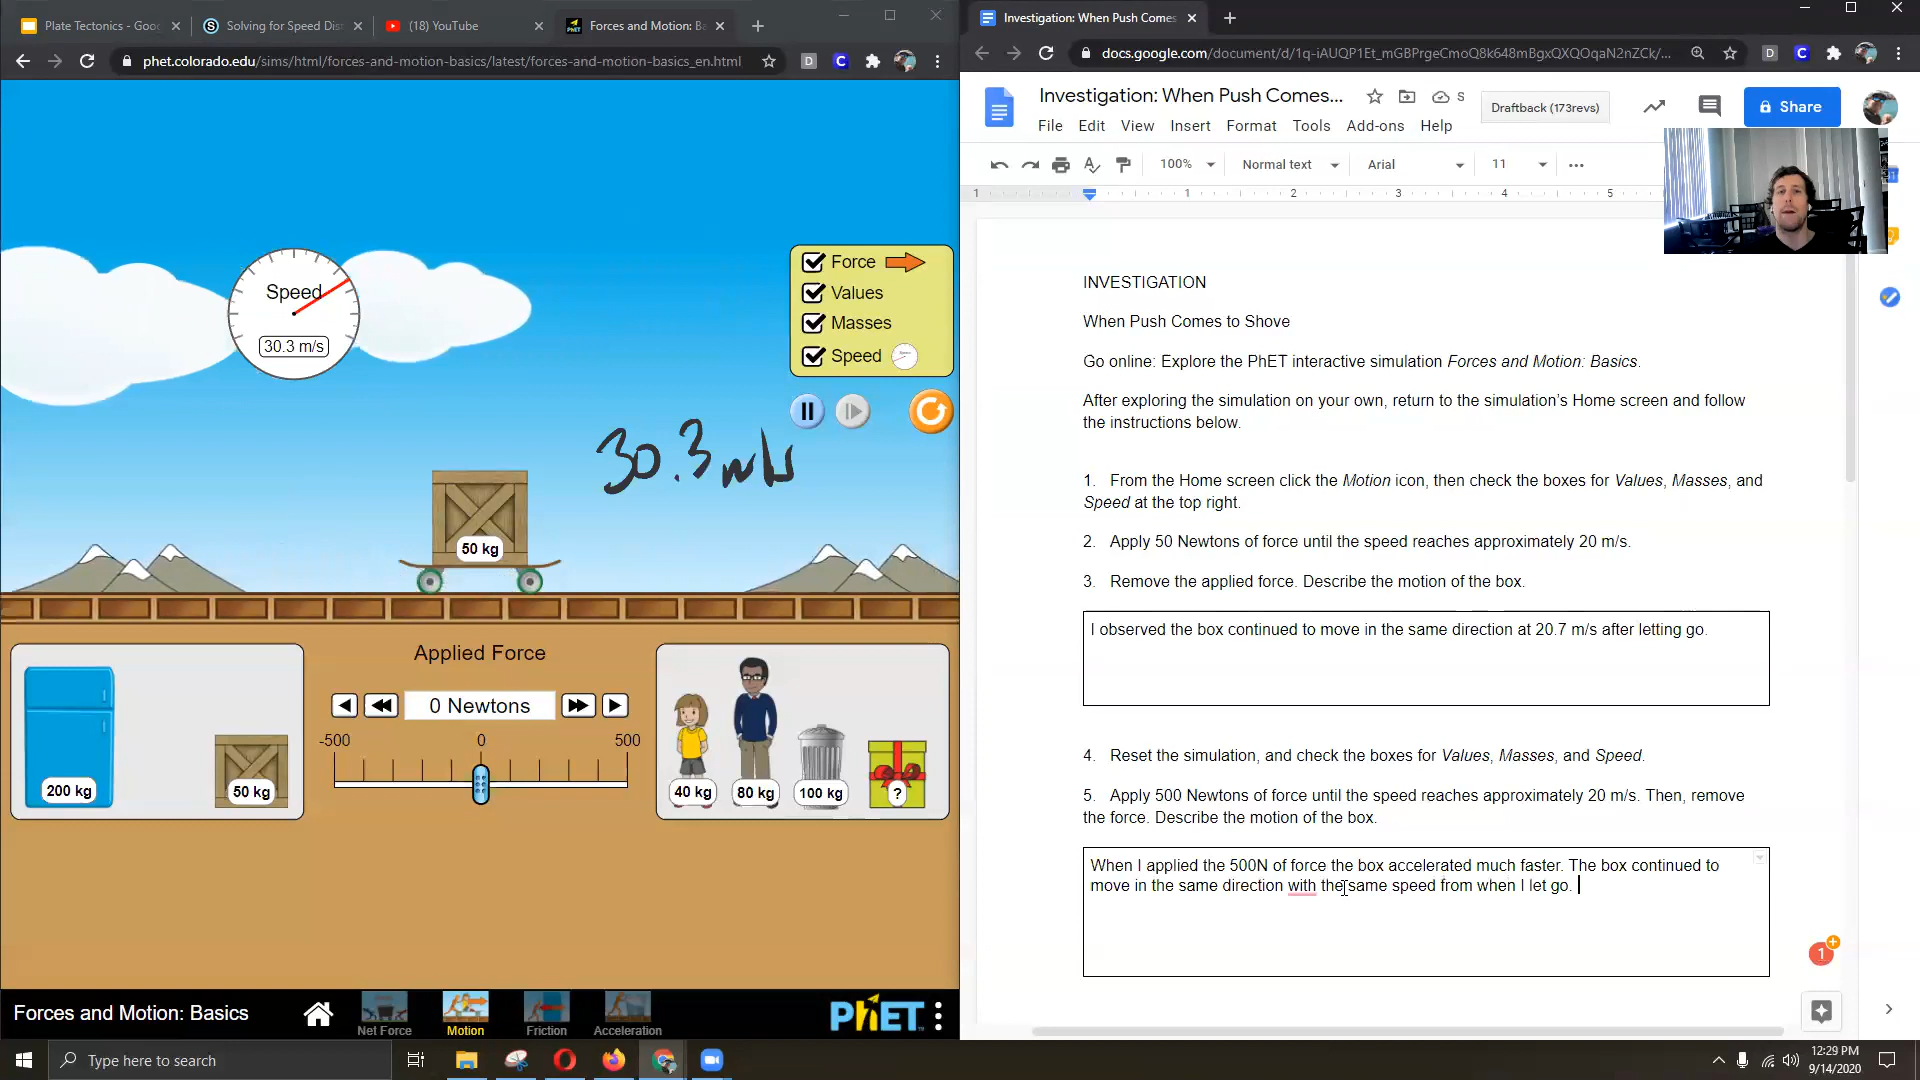 Plate Tectonics - Goog
Solving for Speed Dist
(18) YouTube
Forces and Motion: Ba
phet.colorado.edu/sims/html/forces-and-motion-basics/latest/forces-and-motion-basics_en.html
Speed
30.3 m/s
Force
Values
Masses
Speed
30.3 m/s
50 kg
200 kg
50 kg
Applied Force
0 Newtons
-500
0
500
40 kg
80 kg
100 kg
?
Forces and Motion: Basics
Net Force
Motion
Friction
Acceleration
PhET
Investigation: When Push Comes
docs.google.com/document/d/1q-iAUQP1Et_mGBPrgeCmoQ8k648mBgxQXQOqaN2nZCk/...
Investigation: When Push Comes...
S
Draftback (173revs)
Share
File Edit View Insert Format Tools Add-ons Help
100% Normal text Arial 11
1 1 2 3 4 5
INVESTIGATION
When Push Comes to Shove
Go online: Explore the PhET interactive simulation Forces and Motion: Basics.
After exploring the simulation on your own, return to the simulation's Home screen and follow
the instructions below.
1. From the Home screen click the Motion icon, then check the boxes for Values, Masses, and
Speed at the top right.
2. Apply 50 Newtons of force until the speed reaches approximately 20 m/s.
3. Remove the applied force. Describe the motion of the box.
I observed the box continued to move in the same direction at 20.7 m/s after letting go.
4. Reset the simulation, and check the boxes for Values, Masses, and Speed.
5. Apply 500 Newtons of force until the speed reaches approximately 20 m/s. Then, remove
the force. Describe the motion of the box.
When I applied the 500N of force the box accelerated much faster. The box continued to
move in the same direction with the same speed from when I let go.
1
Type here to search
12:29 PM
9/14/2020